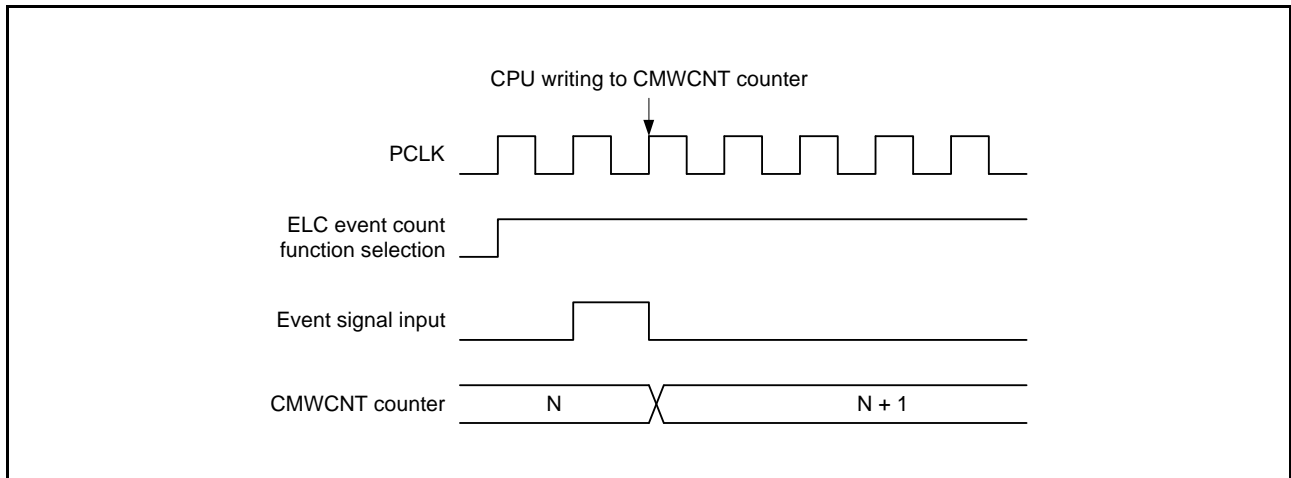 CPU writing to CMWCNT counter
PCLK
ELC event count
function selection
Event signal input
CMWCNT counter
N
N + 1